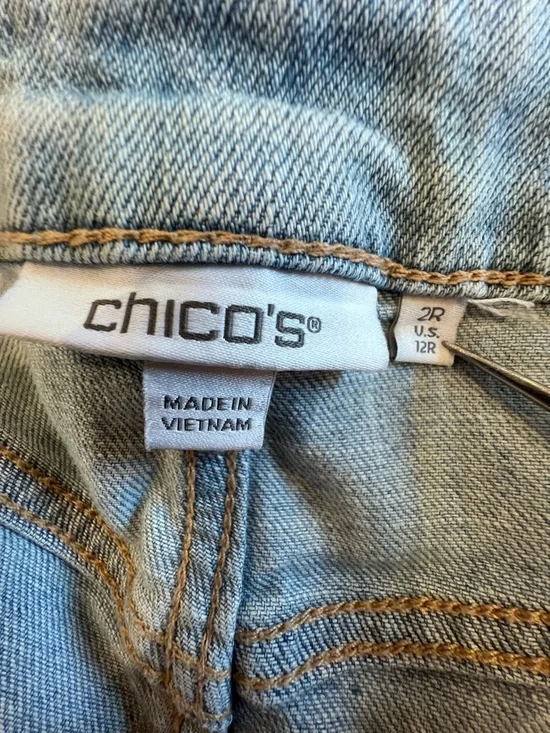 chico's®
MADE IN
VIETNAM
2R
U.S.
12R